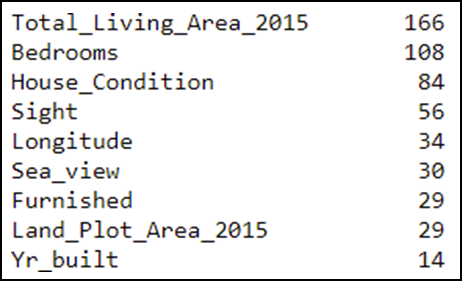 Total_Living_Area_2015 166
Bedrooms 108
House_Condition 84
Sight 56
Longitude 34
Sea_view 30
Furnished 29
Land_Plot_Area_2015 29
Yr_built 14